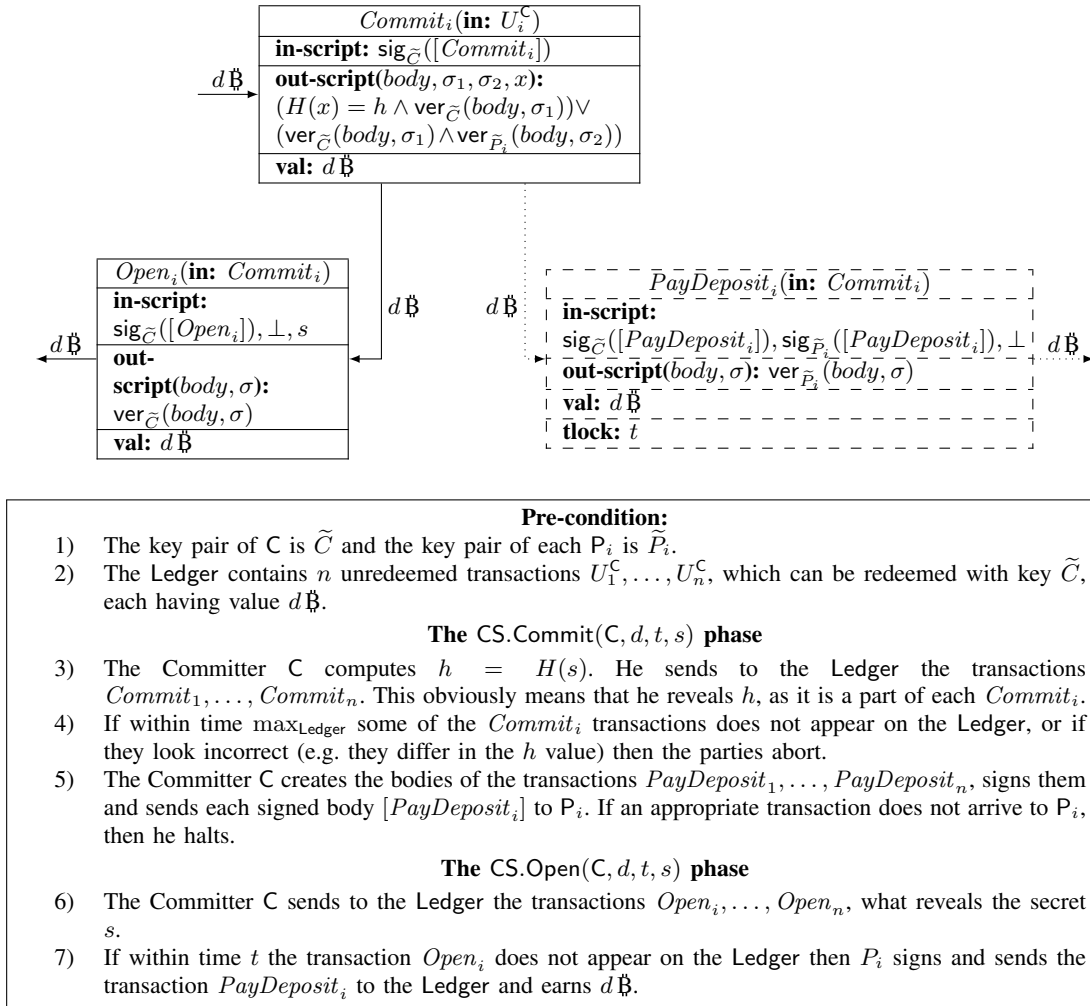 Commit_i(in: U_i^C)
in-script: sig_C̃([Commit_i])
d ฿
out-script(body, σ_1, σ_2, x):
(H(x) = h ∧ ver_C̃(body, σ_1))∨
(ver_C̃(body, σ_1)∧ver_P̃_i(body, σ_2))
val: d ฿
Open_i(in: Commit_i)
in-script:
sig_C̃([Open_i]), ⊥, s
out-
script(body, σ):
ver_C̃(body, σ)
val: d ฿
d ฿
d ฿
d ฿
PayDeposit_i(in: Commit_i)
in-script:
sig_C̃([PayDeposit_i]), sig_P̃_i([PayDeposit_i]), ⊥
out-script(body, σ): ver_P̃_i(body, σ)
val: d ฿
tlock: t
d ฿
Pre-condition:
1) The key pair of C is C̃ and the key pair of each P_i is P̃_i.
2) The Ledger contains n unredeemed transactions U_1^C, . . . , U_n^C, which can be redeemed with key C̃,
each having value d ฿.
The CS.Commit(C, d, t, s) phase
3) The Committer C computes h = H(s). He sends to the Ledger the transactions
Commit_1, . . . , Commit_n. This obviously means that he reveals h, as it is a part of each Commit_i.
4) If within time max_Ledger some of the Commit_i transactions does not appear on the Ledger, or if
they look incorrect (e.g. they differ in the h value) then the parties abort.
5) The Committer C creates the bodies of the transactions PayDeposit_1, . . . , PayDeposit_n, signs them
and sends each signed body [PayDeposit_i] to P_i. If an appropriate transaction does not arrive to P_i,
then he halts.
The CS.Open(C, d, t, s) phase
6) The Committer C sends to the Ledger the transactions Open_i, . . . , Open_n, what reveals the secret
s.
7) If within time t the transaction Open_i does not appear on the Ledger then P_i signs and sends the
transaction PayDeposit_i to the Ledger and earns d ฿.